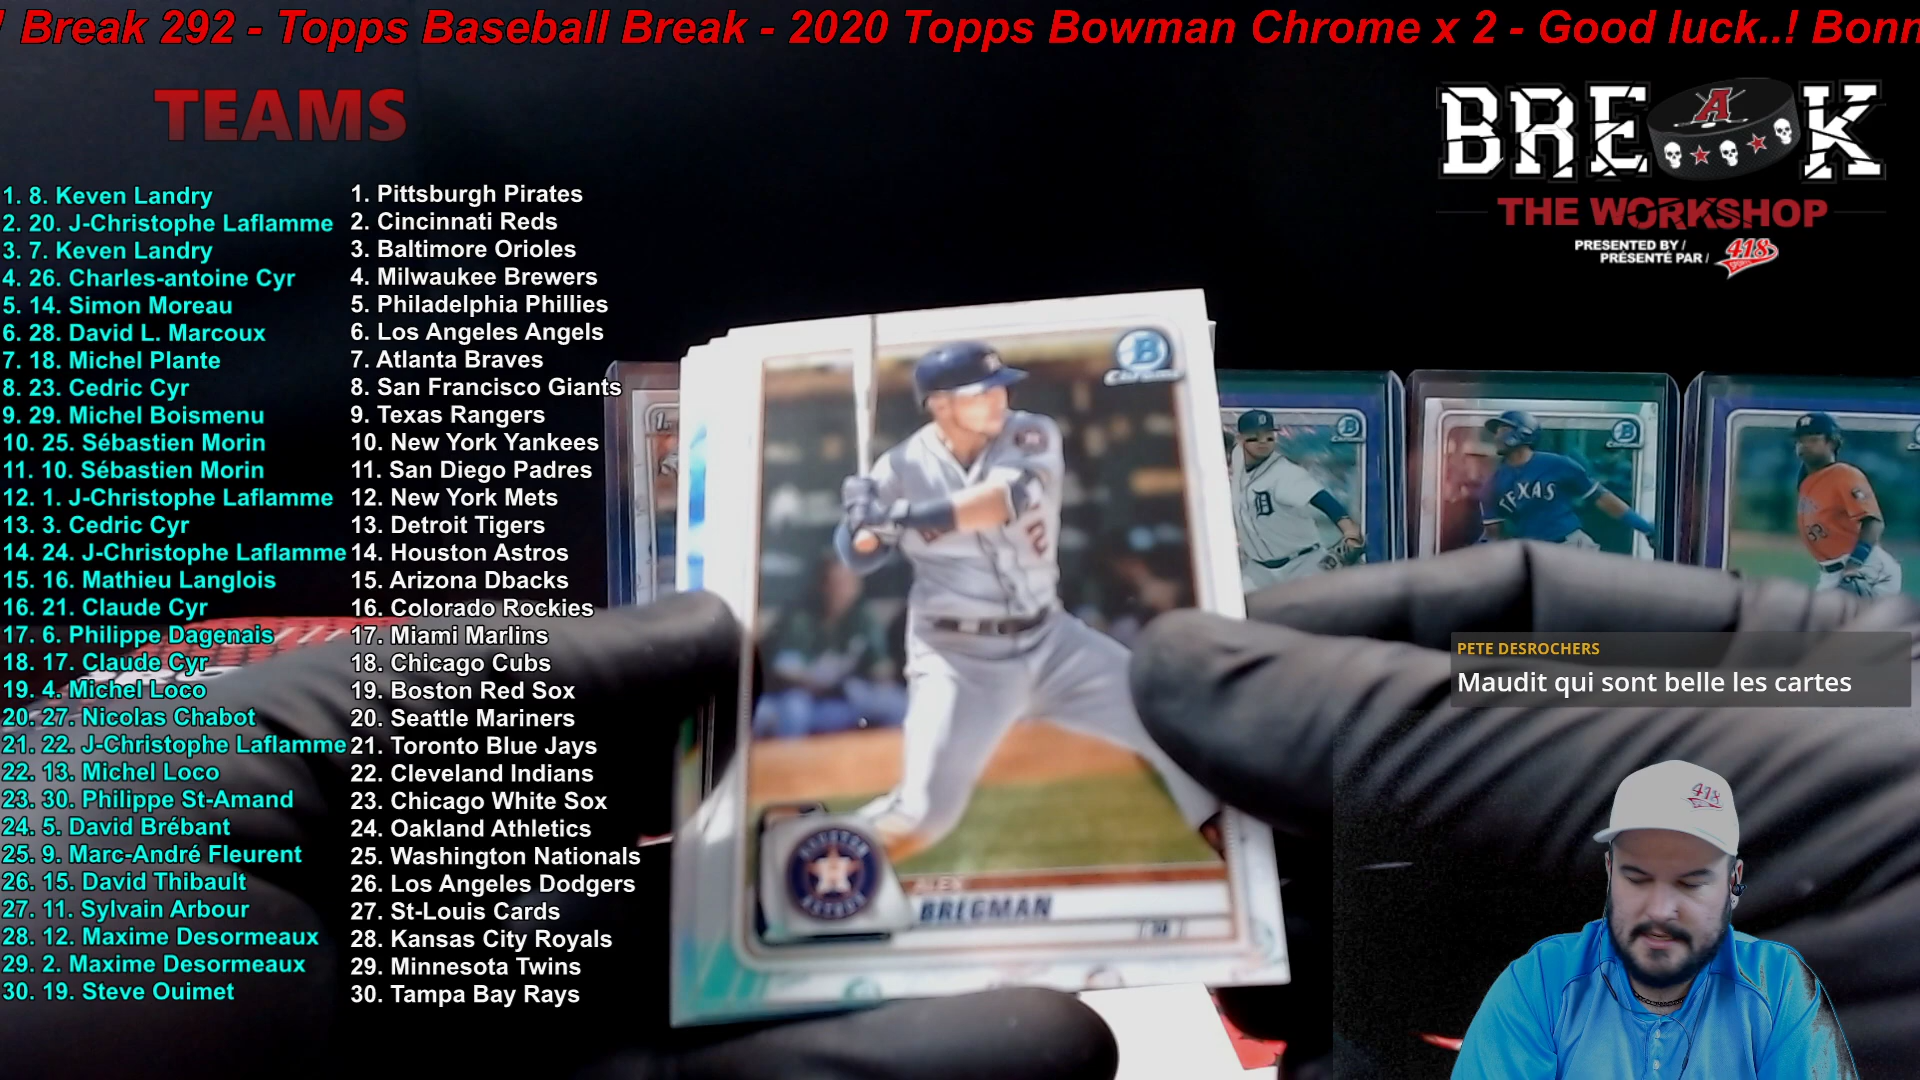 Break 292 - Topps Baseball Break - 2020 Topps Bowman Chrome x 2 - Good luck..! Bonn
TEAMS
BREAK
A
THE WORKSHOP
PRESENTED BY /
PRÉSENTÉ PAR /
418
1. 8. Keven Landry
2. 20. J-Christophe Laflamme
3. 7. Keven Landry
4. 26. Charles-antoine Cyr
5. 14. Simon Moreau
6. 28. David L. Marcoux
7. 18. Michel Plante
8. 23. Cedric Cyr
9. 29. Michel Boismenu
10. 25. Sébastien Morin
11. 10. Sébastien Morin
12. 1. J-Christophe Laflamme
13. 3. Cedric Cyr
14. 24. J-Christophe Laflamme
15. 16. Mathieu Langlois
16. 21. Claude Cyr
17. 6. Philippe Dagenais
18. 17. Claude Cyr
19. 4. Michel Loco
20. 27. Nicolas Chabot
21. 22. J-Christophe Laflamme
22. 13. Michel Loco
23. 30. Philippe St-Amand
24. 5. David Brébant
25. 9. Marc-André Fleurent
26. 15. David Thibault
27. 11. Sylvain Arbour
28. 12. Maxime Desormeaux
29. 2. Maxime Desormeaux
30. 19. Steve Ouimet
1. Pittsburgh Pirates
2. Cincinnati Reds
3. Baltimore Orioles
4. Milwaukee Brewers
5. Philadelphia Phillies
6. Los Angeles Angels
7. Atlanta Braves
8. San Francisco Giants
9. Texas Rangers
10. New York Yankees
11. San Diego Padres
12. New York Mets
13. Detroit Tigers
14. Houston Astros
15. Arizona Dbacks
16. Colorado Rockies
17. Miami Marlins
18. Chicago Cubs
19. Boston Red Sox
20. Seattle Mariners
21. Toronto Blue Jays
22. Cleveland Indians
23. Chicago White Sox
24. Oakland Athletics
25. Washington Nationals
26. Los Angeles Dodgers
27. St-Louis Cards
28. Kansas City Royals
29. Minnesota Twins
30. Tampa Bay Rays
B
Chrome
2
HOUSTON
ASTROS
ALEX
BREGMAN
D
TEXAS
PETE DESROCHERS
Maudit qui sont belle les cartes
418